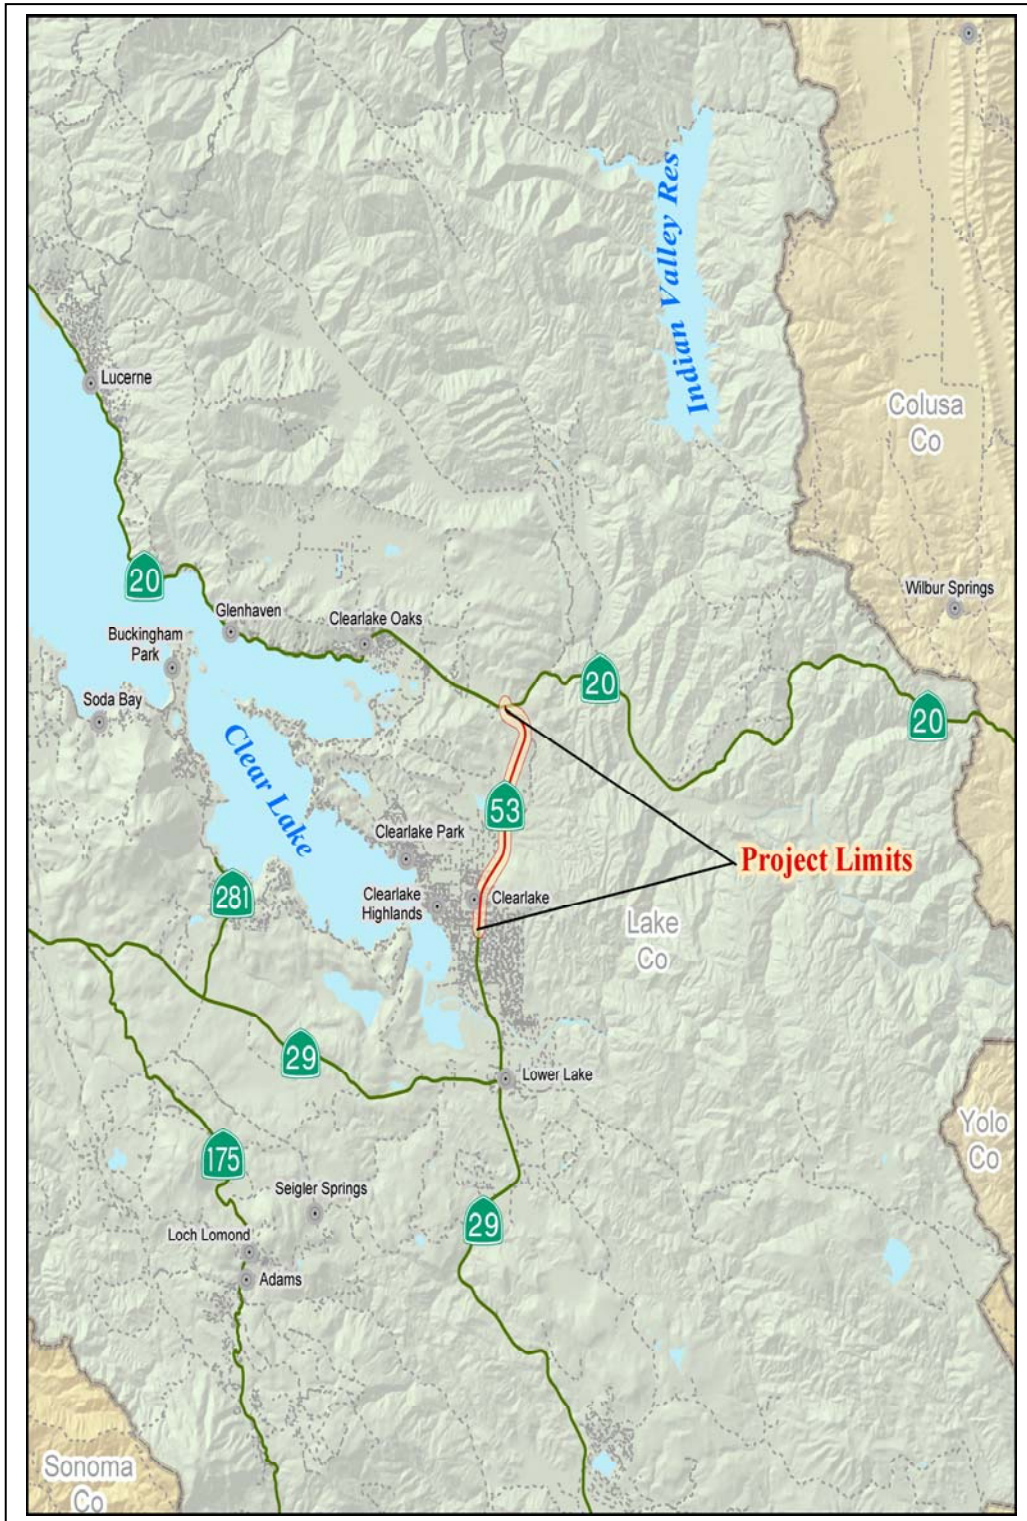 Indian Valley Res
Lucerne
Colusa
Co
20
Wilbur Springs
Glenhaven
Clearlake Oaks
Buckingham
Park
20
Soda Bay
20
Clear Lake
53
Clearlake Park
Project Limits
281
Clearlake
Highlands
Clearlake
Lake
Co
29
Lower Lake
Yolo
Co
175
Seigler Springs
29
Loch Lomond
Adams
Sonoma
Co